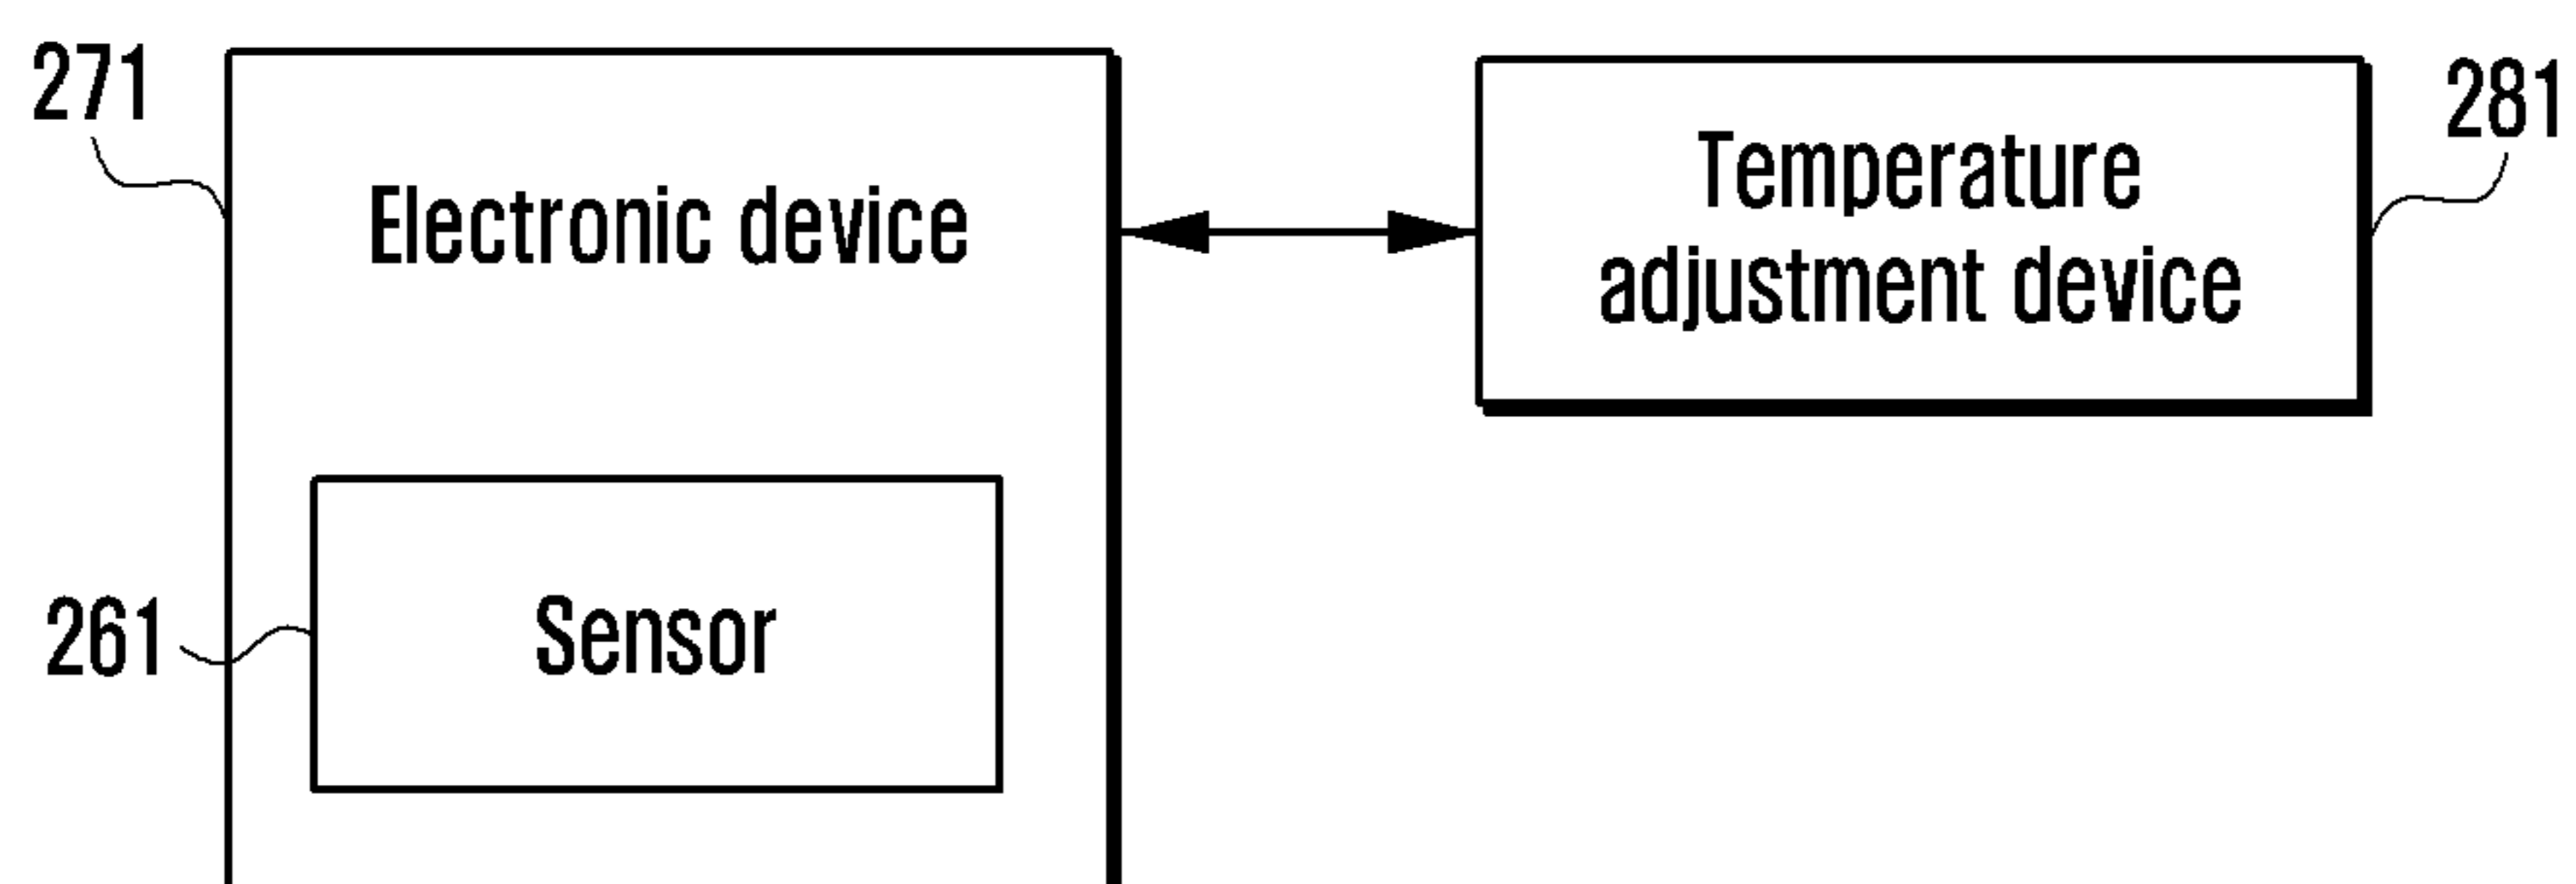 271
Electronic device
Temperature
adjustment device
281
261
Sensor